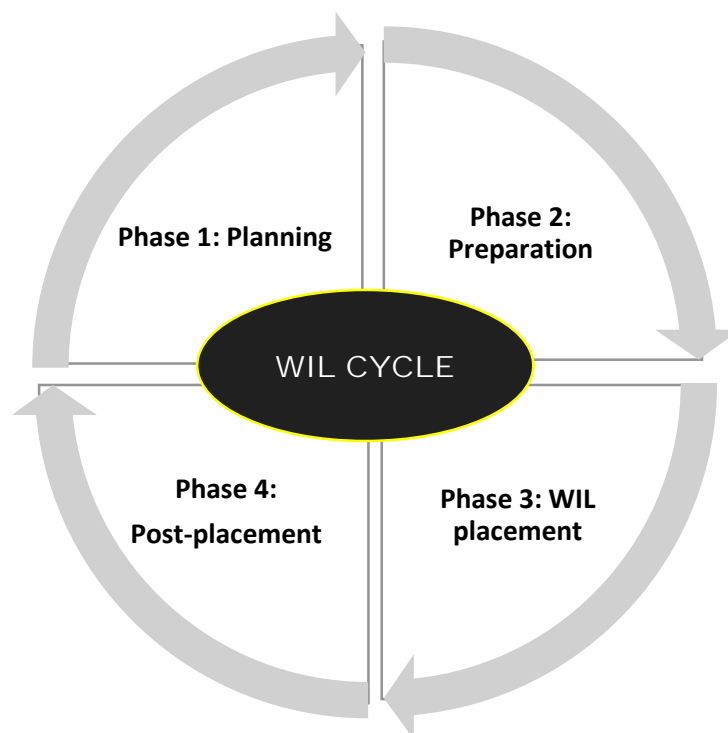 Phase 1: Planning
Phase 2:
Preparation
WIL CYCLE
Phase 3: WIL
placement
Phase 4:
Post-placement